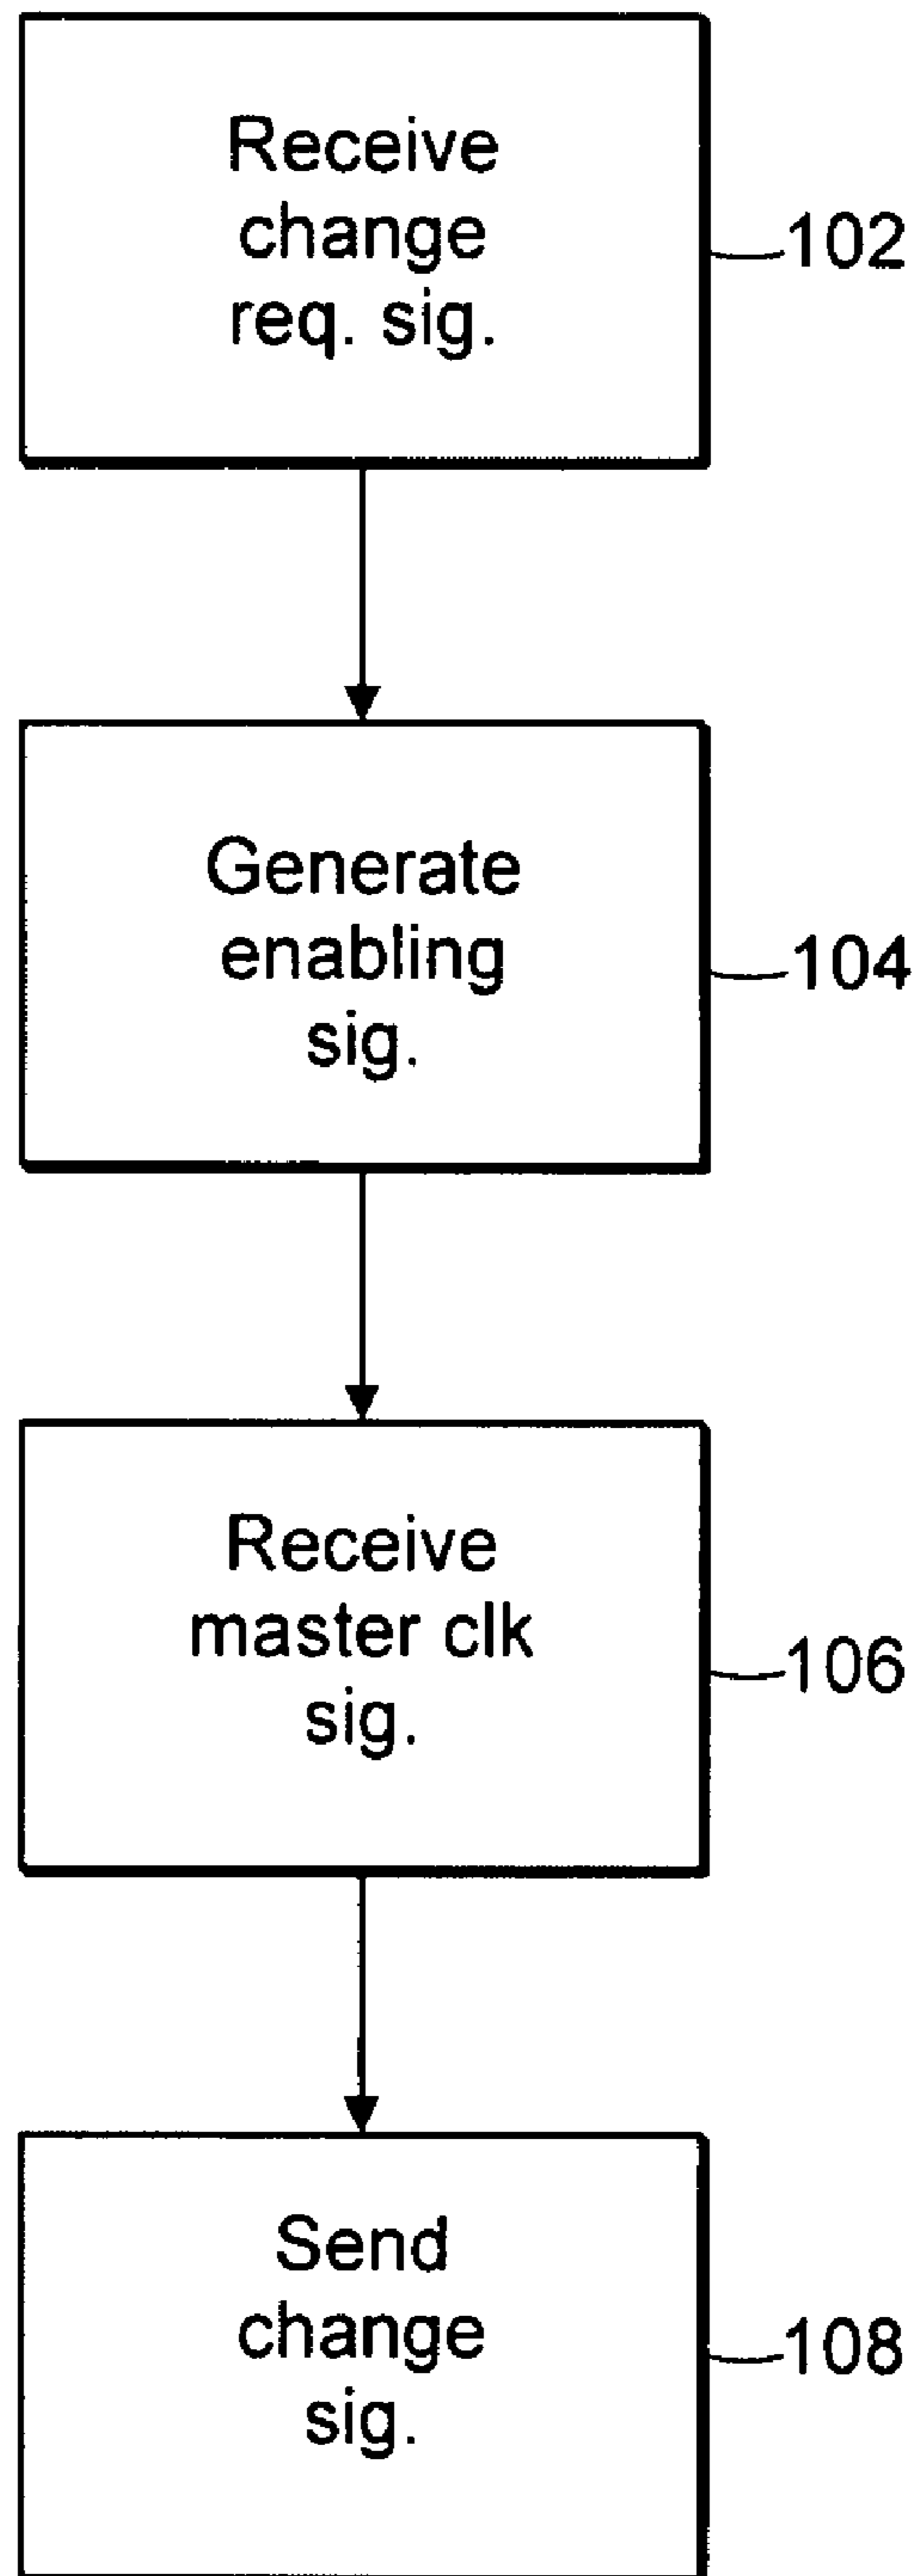 Receive
change
req. sig.
102
Generate
enabling
sig.
104
Receive
master clk
sig.
106
Send
change
sig.
108